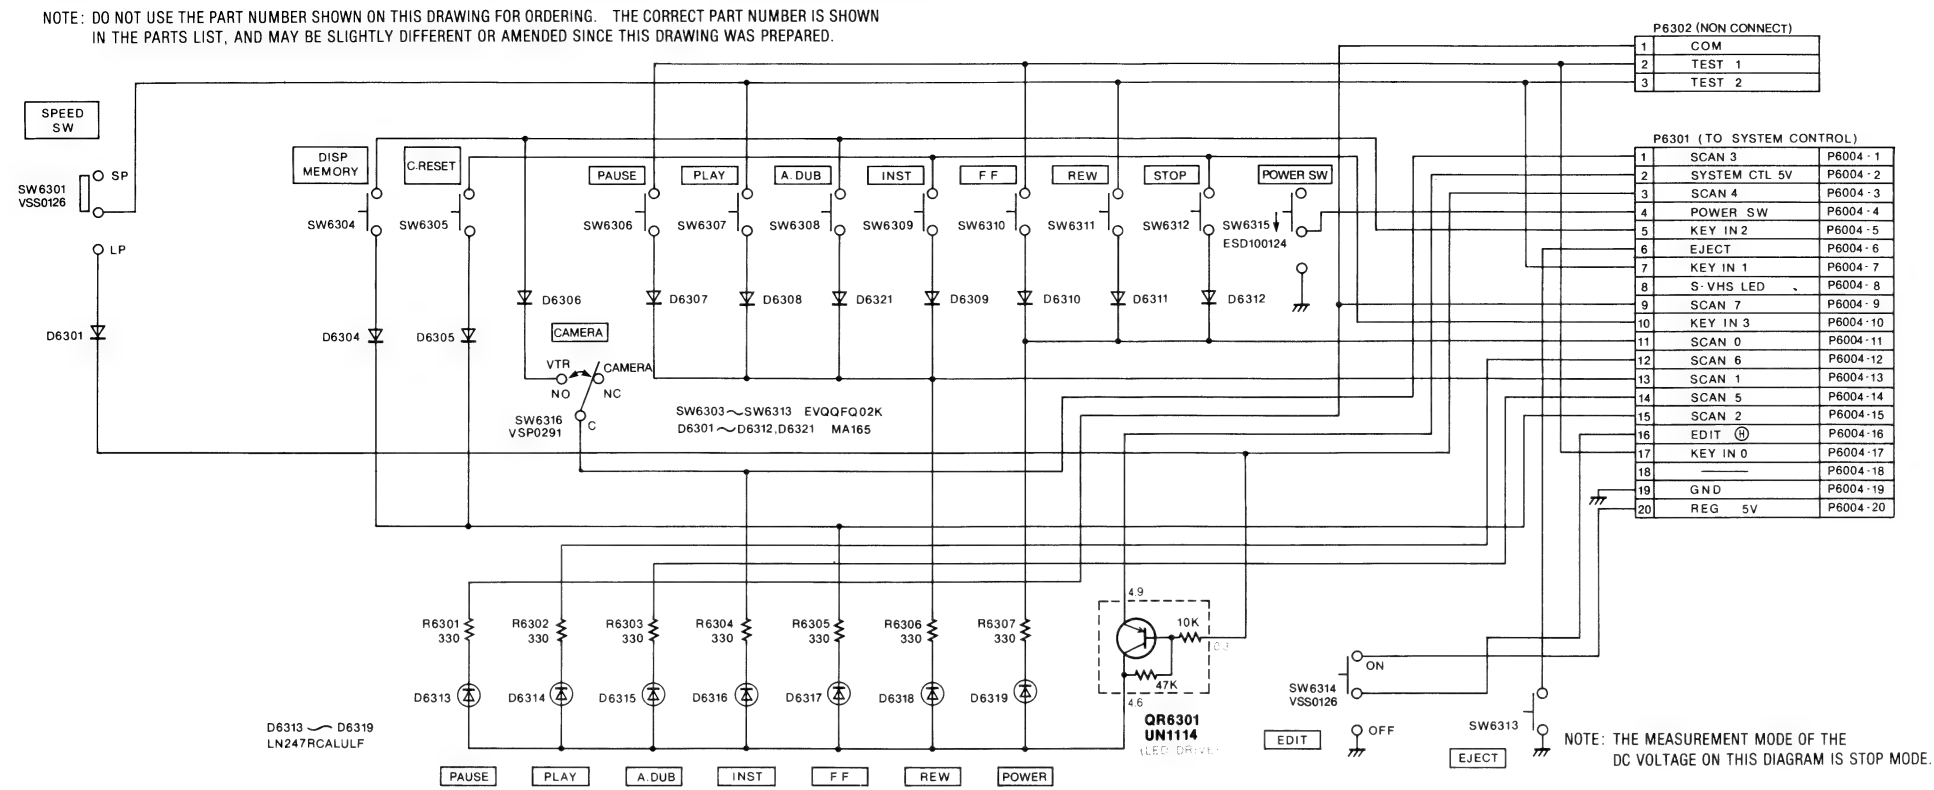 NOTE: DO NOT USE THE PART NUMBER SHOWN ON THIS DRAWING FOR ORDERING. THE CORRECT PART NUMBER IS SHOWN
IN THE PARTS LIST, AND MAY BE SLIGHTLY DIFFERENT OR AMENDED SINCE THIS DRAWING WAS PREPARED.
P6302 (NON CONNECT)
1 COM
2 TEST 1
3 TEST 2
SPEED
SW
SP
SW6301
VSS0126
LP
D6301
DISP
MEMORY
C.RESET
PAUSE
PLAY
A.DUB
INST
FF
REW
STOP
POWER SW
SW6304
SW6305
SW6306
SW6307
SW6308
SW6309
SW6310
SW6311
SW6312
SW6315
ESD100124
D6306
D6307
D6308
D6321
D6309
D6310
D6311
D6312
D6304
D6305
CAMERA
VTR
CAMERA
NO
NC
SW6316
VSP0291
C
SW6303～SW6313 EVQQFQ02K
D6301～D6312,D6321 MA165
P6301 (TO SYSTEM CONTROL)
1 SCAN 3 P6004-1
2 SYSTEM CTL 5V P6004-2
3 SCAN 4 P6004-3
4 POWER SW P6004-4
5 KEY IN 2 P6004-5
6 EJECT P6004-6
7 KEY IN 1 P6004-7
8 S-VHS LED P6004-8
9 SCAN 7 P6004-9
10 KEY IN 3 P6004-10
11 SCAN 0 P6004-11
12 SCAN 6 P6004-12
13 SCAN 1 P6004-13
14 SCAN 5 P6004-14
15 SCAN 2 P6004-15
16 EDIT Ⓗ P6004-16
17 KEY IN 0 P6004-17
18 —— P6004-18
19 GND P6004-19
20 REG 5V P6004-20
R6301
330
R6302
330
R6303
330
R6304
330
R6305
330
R6306
330
R6307
330
D6313
D6314
D6315
D6316
D6317
D6318
D6319
D6313～D6319
LN247RCALULF
4.9
10K
47K
4.6
QR6301
UN1114
(LED DRIVE)
ON
SW6314
VSS0126
OFF
EDIT
SW6313
EJECT
NOTE: THE MEASUREMENT MODE OF THE
DC VOLTAGE ON THIS DIAGRAM IS STOP MODE.
PAUSE
PLAY
A.DUB
INST
FF
REW
POWER